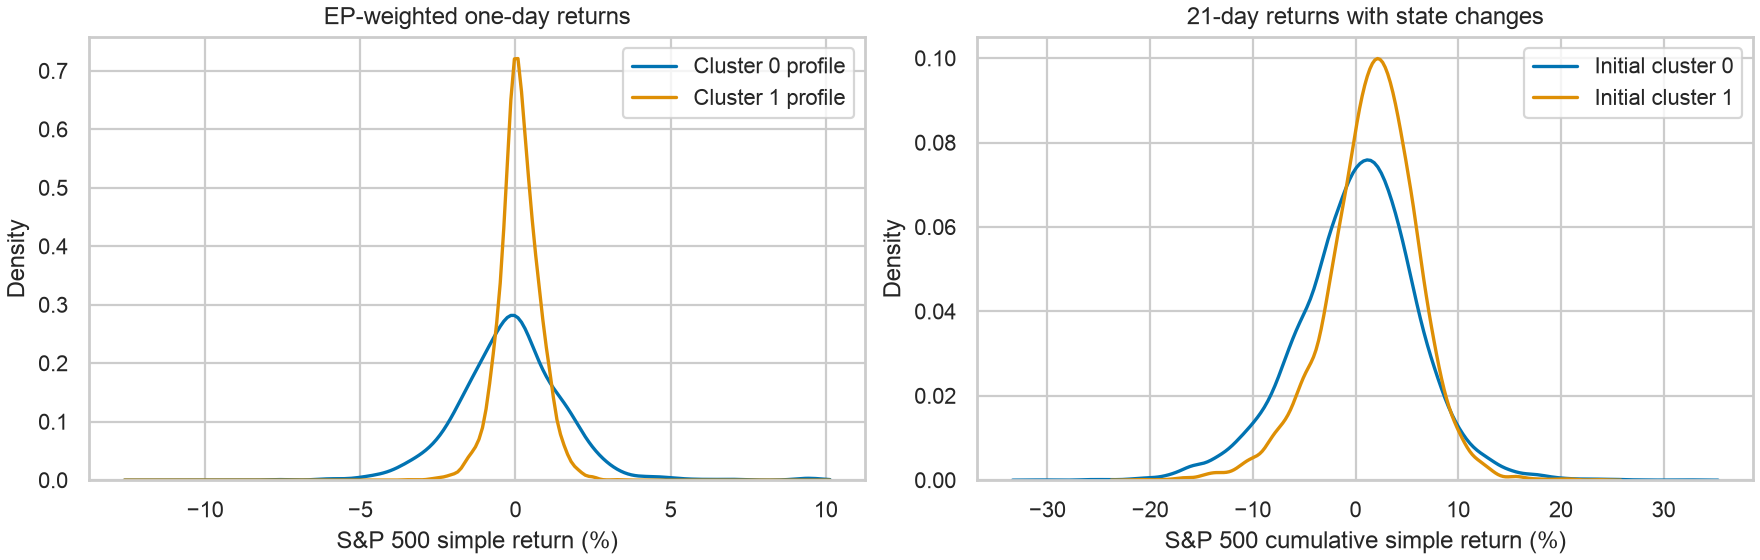 EP-weighted one-day returns
Density
0.7
0.6
0.5
0.4
0.3
0.2
0.1
0.0
Cluster 0 profile
Cluster 1 profile
−10
−5
0
5
10
S&P 500 simple return (%)
21-day returns with state changes
Density
0.10
0.08
0.06
0.04
0.02
0.00
Initial cluster 0
Initial cluster 1
−30
−20
−10
0
10
20
30
S&P 500 cumulative simple return (%)